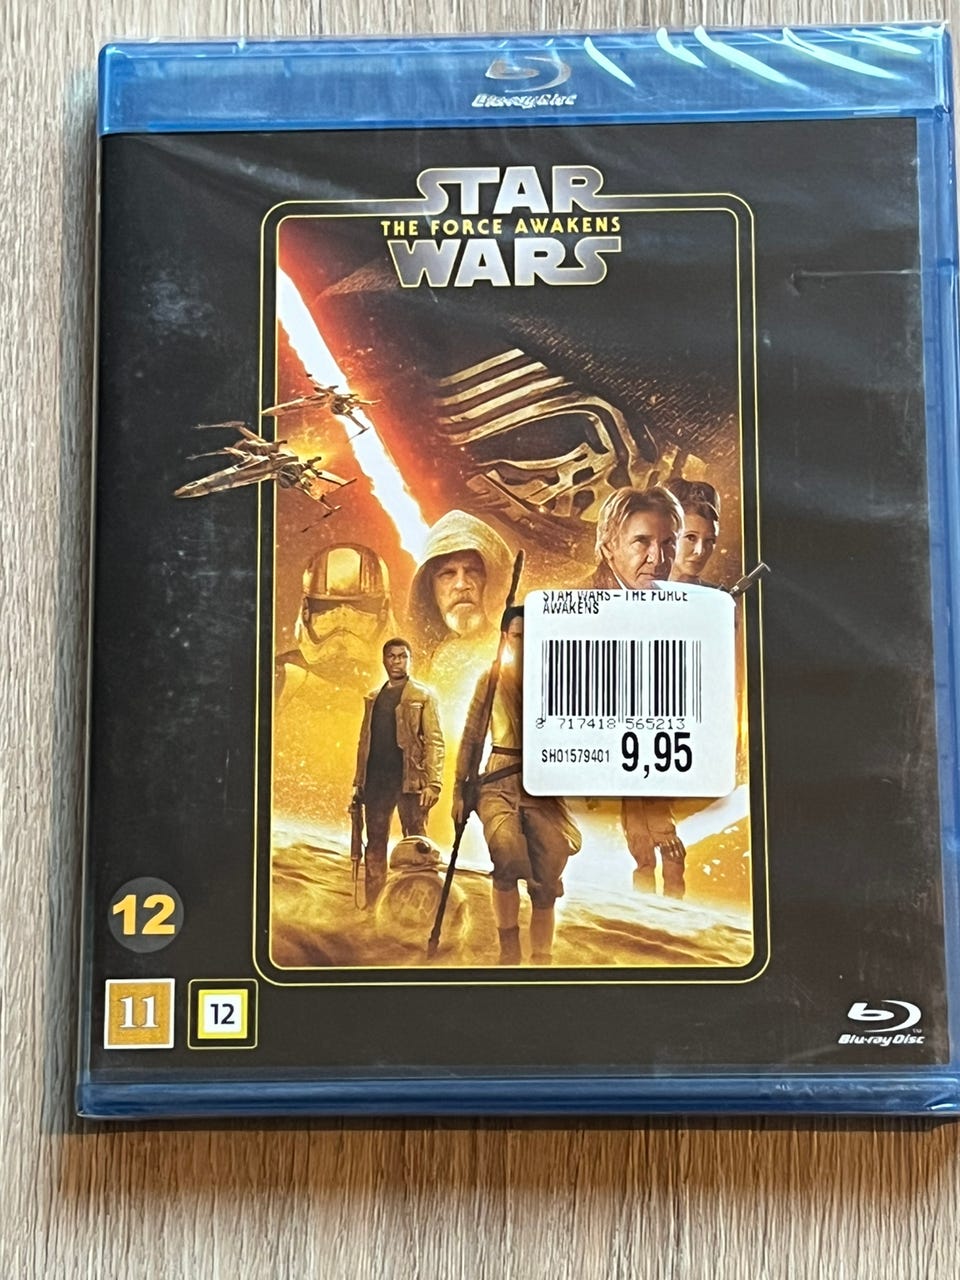 Blu-ray Disc
STAR
THE FORCE AWAKENS
WARS
STAR WARS – THE FORCE
AWAKENS
8 717418 565213
SH01579401 9,95
12
11 12
Blu-ray Disc™